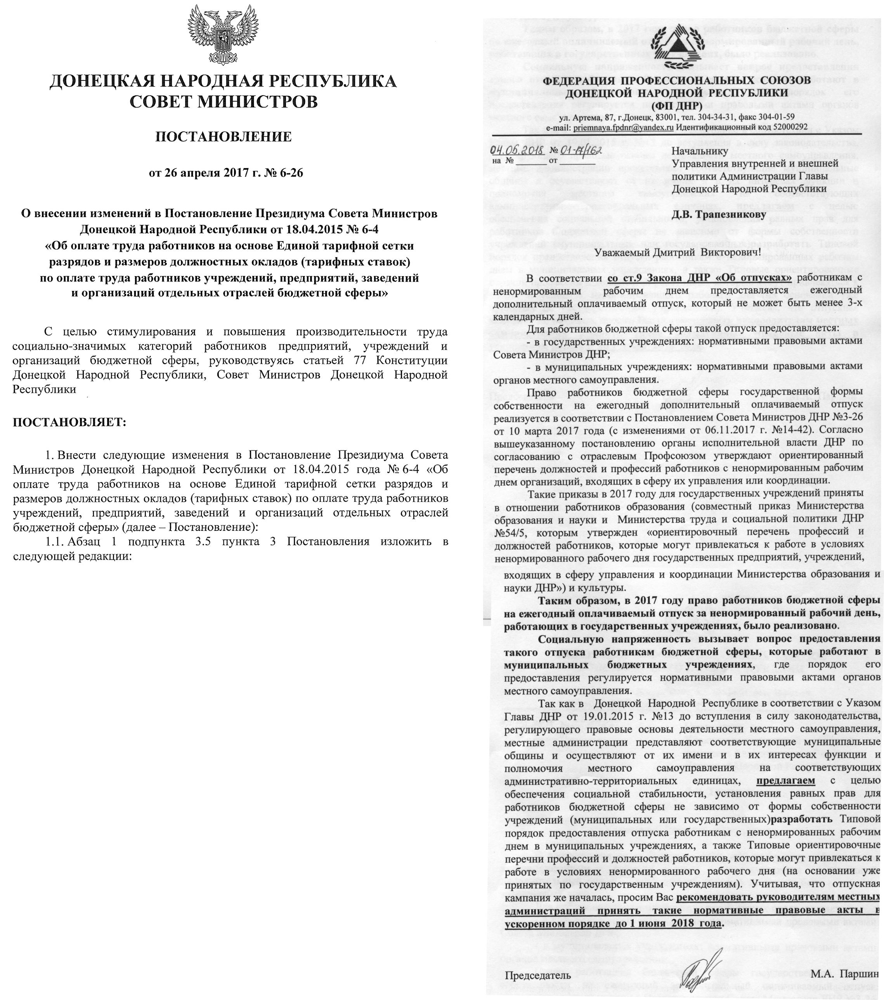 ДОНЕЦКАЯ НАРОДНАЯ РЕСПУБЛИКА
СОВЕТ МИНИСТРОВ
ПОСТАНОВЛЕНИЕ
от 26 апреля 2017 г. № 6-26
О внесении изменений в Постановление Президиума Совета Министров
Донецкой Народной Республики от 18.04.2015 № 6-4
«Об оплате труда работников на основе Единой тарифной сетки
разрядов и размеров должностных окладов (тарифных ставок)
по оплате труда работников учреждений, предприятий, заведений
и организаций отдельных отраслей бюджетной сферы»
С целью стимулирования и повышения производительности труда
социально-значимых категорий работников предприятий, учреждений и
организаций бюджетной сферы, руководствуясь статьей 77 Конституции
Донецкой Народной Республики, Совет Министров Донецкой Народной
Республики
ПОСТАНОВЛЯЕТ:
1. Внести следующие изменения в Постановление Президиума Совета
Министров Донецкой Народной Республики от 18.04.2015 года № 6-4 «Об
оплате труда работников на основе Единой тарифной сетки разрядов и
размеров должностных окладов (тарифных ставок) по оплате труда работников
учреждений, предприятий, заведений и организаций отдельных отраслей
бюджетной сферы» (далее – Постановление):
1.1. Абзац 1 подпункта 3.5 пункта 3 Постановления изложить в
следующей редакции:
ФЕДЕРАЦИЯ ПРОФЕССИОНАЛЬНЫХ СОЮЗОВ
ДОНЕЦКОЙ НАРОДНОЙ РЕСПУБЛИКИ
(ФП ДНР)
ул. Артема, 87, г.Донецк, 83001, тел. 304-34-31, факс 304-01-59
e-mail: priemnaya.fpdnr@yandex.ru Идентификационный код 52000292
04.05.2018 № 01-17/162
на № от
Начальнику
Управления внутренней и внешней
политики Администрации Главы
Донецкой Народной Республики
Д.В. Трапезникову
Уважаемый Дмитрий Викторович!
В соответствии со ст.9 Закона ДНР «Об отпусках» работникам с
ненормированным рабочим днем предоставляется ежегодный
дополнительный оплачиваемый отпуск, который не может быть менее 3-х
календарных дней.
Для работников бюджетной сферы такой отпуск предоставляется:
- в государственных учреждениях: нормативными правовыми актами
Совета Министров ДНР;
- в муниципальных учреждениях: нормативными правовыми актами
органов местного самоуправления.
Право работников бюджетной сферы государственной формы
собственности на ежегодный дополнительный оплачиваемый отпуск
реализуется в соответствии с Постановлением Совета Министров ДНР №3-26
от 10 марта 2017 года (с изменениями от 06.11.2017 г. №14-42). Согласно
вышеуказанному постановлению органы исполнительной власти ДНР по
согласованию с отраслевым Профсоюзом утверждают ориентированный
перечень должностей и профессий работников с ненормированным рабочим
днем организаций, входящих в сферу их управления или координации.
Такие приказы в 2017 году для государственных учреждений приняты
в отношении работников образования (совместный приказ Министерства
образования и науки и Министерства труда и социальной политики ДНР
№54/5, которым утвержден «ориентировочный перечень профессий и
должностей работников, которые могут привлекаться к работе в условиях
ненормированного рабочего дня государственных предприятий, учреждений,
входящих в сферу управления и координации Министерства образования и
науки ДНР») и культуры.
Таким образом, в 2017 году право работников бюджетной сферы
на ежегодный оплачиваемый отпуск за ненормированный рабочий день,
работающих в государственных учреждениях, было реализовано.
Социальную напряженность вызывает вопрос предоставления
такого отпуска работникам бюджетной сферы, которые работают в
муниципальных бюджетных учреждениях, где порядок его
предоставления регулируется нормативными правовыми актами органов
местного самоуправления.
Так как в Донецкой Народной Республике в соответствии с Указом
Главы ДНР от 19.01.2015 г. №13 до вступления в силу законодательства,
регулирующего правовые основы деятельности местного самоуправления,
местные администрации представляют соответствующие муниципальные
общины и осуществляют от их имени и в их интересах функции и
полномочия местного самоуправления на соответствующих
административно-территориальных единицах, предлагаем с целью
обеспечения социальной стабильности, установления равных прав для
работников бюджетной сферы не зависимо от формы собственности
учреждений (муниципальных или государственных)разработать Типовой
порядок предоставления отпуска работникам с ненормированных рабочим
днем в муниципальных учреждениях, а также Типовые ориентировочные
перечни профессий и должностей работников, которые могут привлекаться к
работе в условиях ненормированного рабочего дня (на основании уже
принятых по государственным учреждениям). Учитывая, что отпускная
кампания же началась, просим Вас рекомендовать руководителям местных
администраций принять такие нормативные правовые акты в
ускоренном порядке до 1 июня 2018 года.
Председатель М.А. Паршин